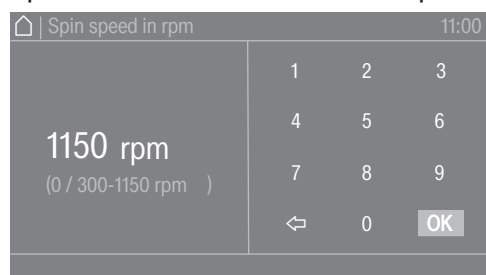 Spin speed in rpm 11:00
1150 rpm
(0 / 300-1150 rpm )
1 2 3
4 5 6
7 8 9
0 OK